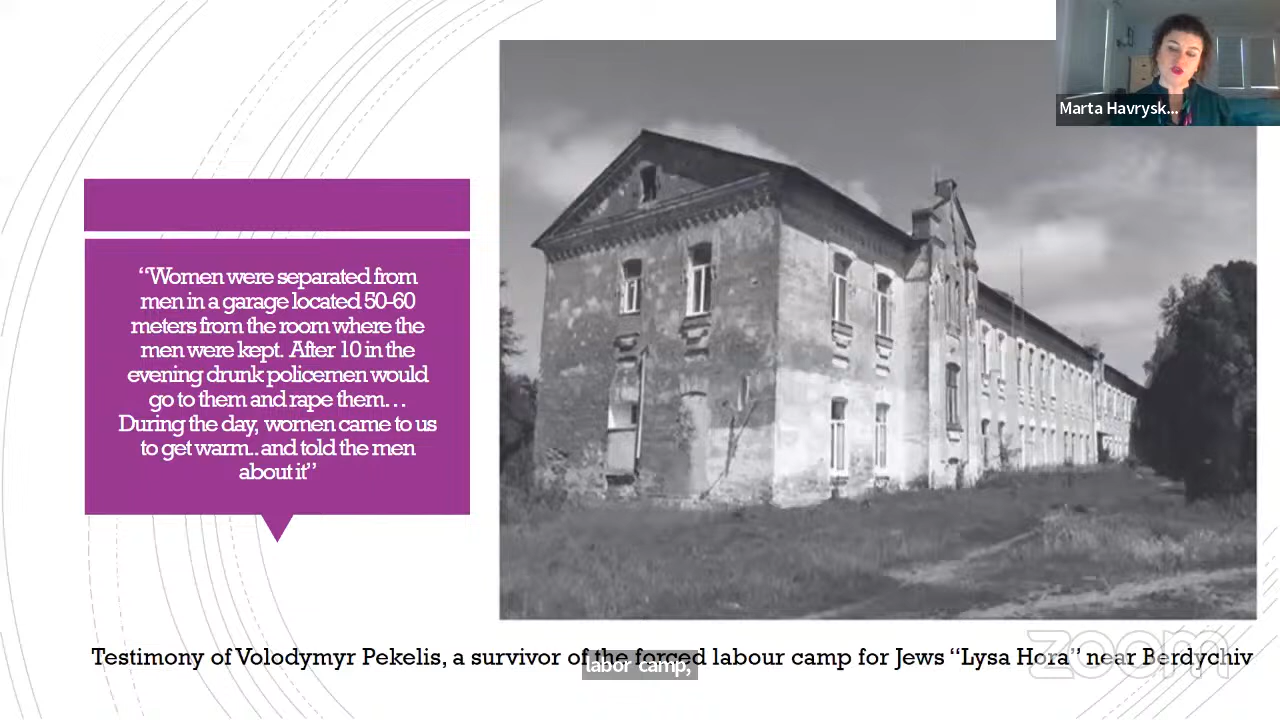 Marta Havrysk...
“Women were separated from
men in a garage located 50-60
meters from the room where the
men were kept. After 10 in the
evening drunk policemen would
go to them and rape them…
During the day, women came to us
to get warm..and told the men
about it”
Testimony of Volodymyr Pekelis, a survivor of the forced labour camp for Jews “Lysa Hora” near Berdychiv
labor camp,
zoom